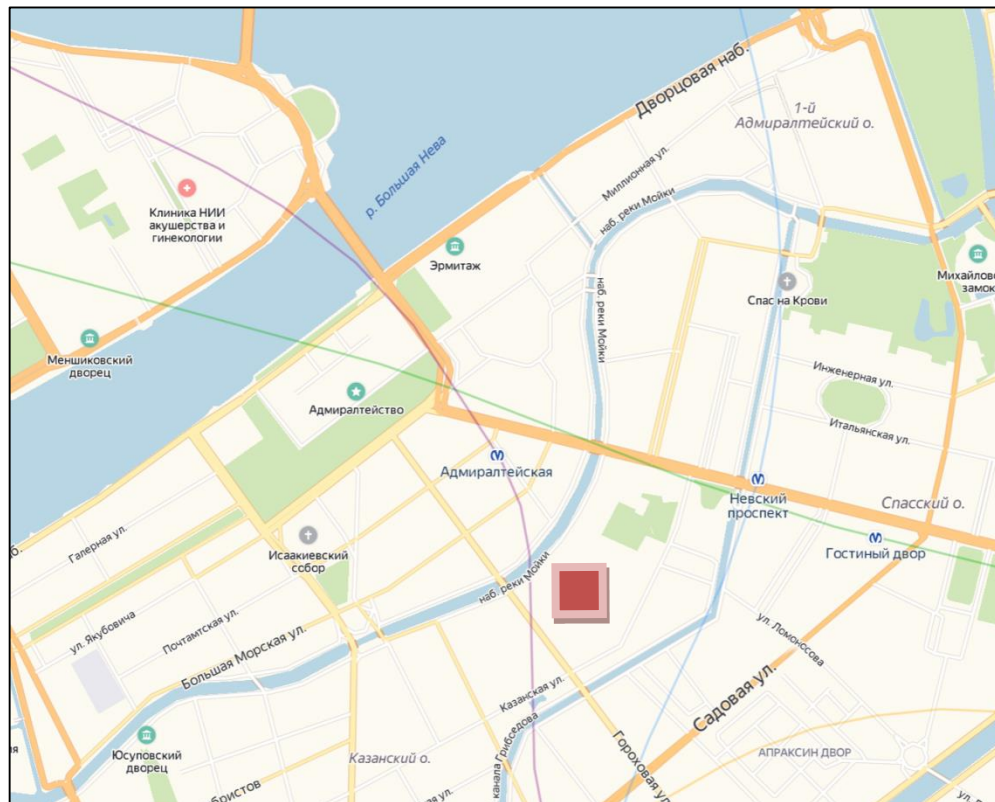 Дворцовая наб.
1-й
Адмиралтейский о.
р. Большая Нева
Миллионная ул.
наб. реки Мойки
Клиника НИИ
акушерства и
гинекологии
Эрмитаж
наб. реки Мойки
Спас на Крови
Михайловс
замок
Меншиковский
дворец
Инженерная ул.
Адмиралтейство
Итальянская ул.
Адмиралтейская
Невский
проспект
Спасский о.
Гостиный двор
Галерная ул.
Исаакиевский
собор
наб. реки Мойки
ул. Якубовича
Почтамтская ул.
Большая Морская ул.
ул. Ломоносова
Казанская ул.
Садовая ул.
Юсуповский
дворец
Казанский о.
канала Грибоедова
Гороховая ул.
АПРАКСИН ДВОР
бристов